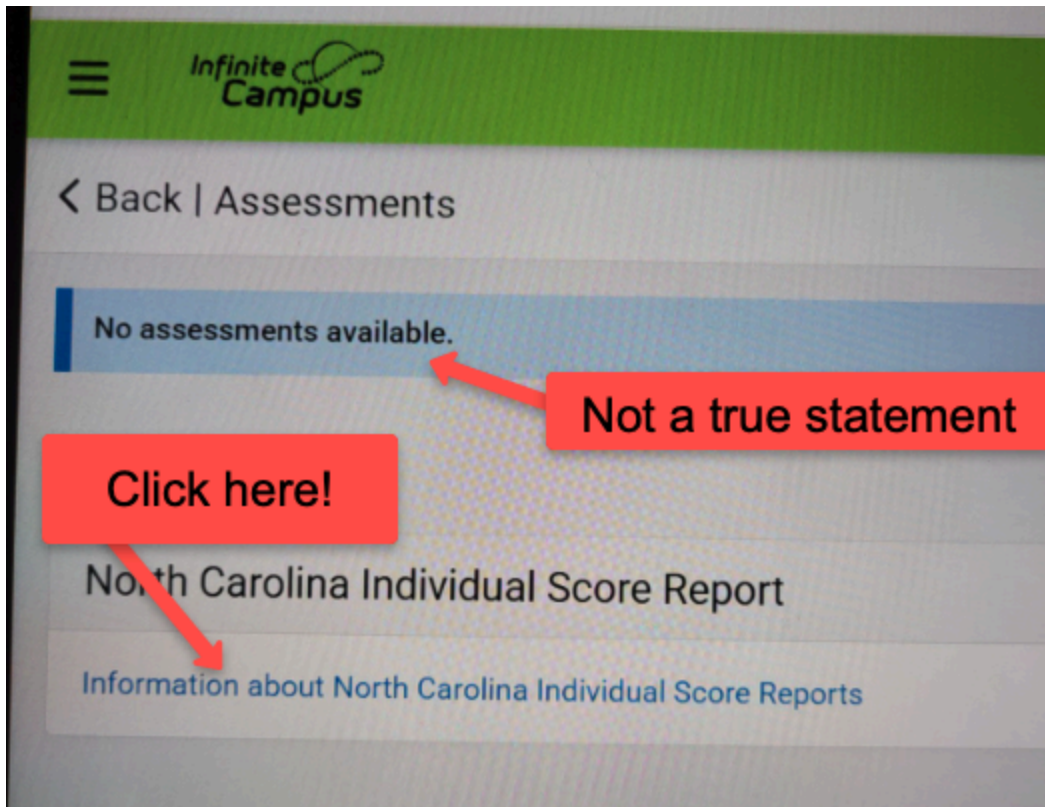 Infinite
Campus
Back | Assessments
No assessments available.
Not a true statement
Click here!
North Carolina Individual Score Report
Information about North Carolina Individual Score Reports